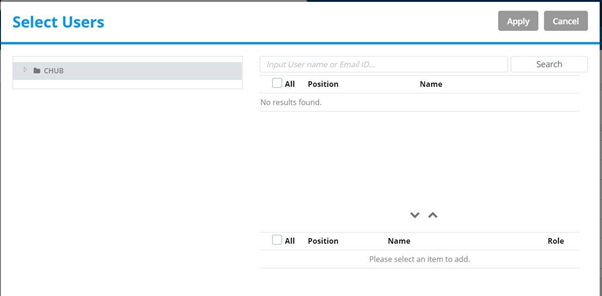 Select Users
Apply
Cancel
CHUB
Input User name or Email ID...
Search
All Position Name
No results found.
All Position Name Role
Please select an item to add.